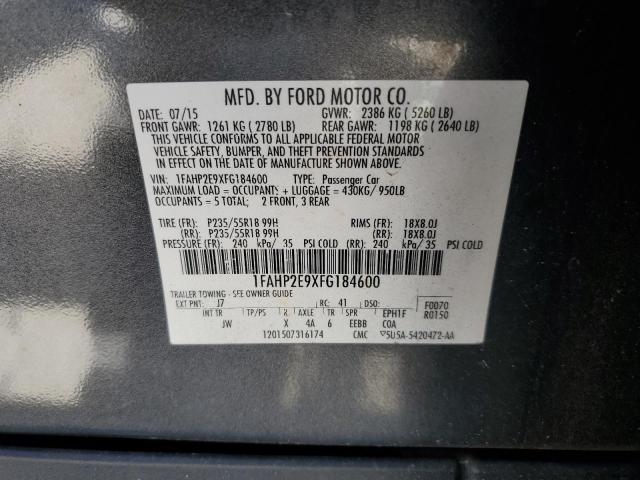 MFD. BY FORD MOTOR CO.
DATE: 07/15 GVWR: 2386 KG ( 5260 LB)
FRONT GAWR: 1261 KG ( 2780 LB) REAR GAWR: 1198 KG ( 2640 LB)
THIS VEHICLE CONFORMS TO ALL APPLICABLE FEDERAL MOTOR
VEHICLE SAFETY, BUMPER, AND THEFT PREVENTION STANDARDS
IN EFFECT ON THE DATE OF MANUFACTURE SHOWN ABOVE.
VIN: 1FAHP2E9XFG184600 TYPE: Passenger Car
MAXIMUM LOAD = OCCUPANTS + LUGGAGE = 430KG/ 950LB
OCCUPANTS = 5 TOTAL; 2 FRONT, 3 REAR
TIRE (FR): P235/55R18 99H RIMS (FR): 18X8.0J
(RR): P235/55R18 99H (RR): 18X8.0J
PRESSURE (FR): 240 kPa/ 35 PSI COLD (RR): 240 kPa/ 35 PSI COLD
1FAHP2E9XFG184600
TRAILER TOWING - SEE OWNER GUIDE
EXT PNT: J7 RC: 41 DSO: F0070
INT TR TP/PS R AXLE TR SPR EPH1F R0150
JW X 4A 6 EEBB COA
1201507316174 CMC ▽5USA-5420472-AA